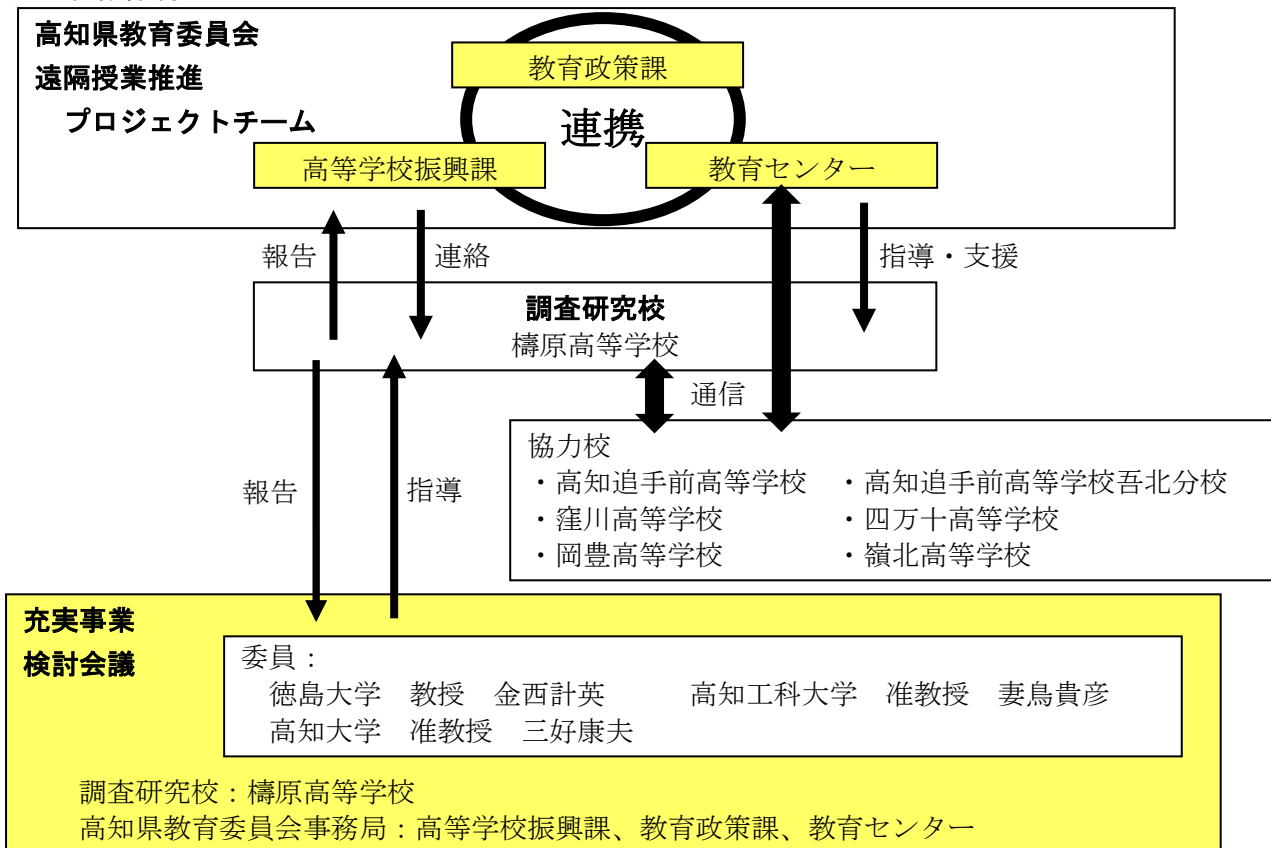 高知県教育委員会
遠隔授業推進
プロジェクトチーム
教育政策課
連携
高等学校振興課
教育センター
報告
連絡
指導・支援
調査研究校
檮原高等学校
通信
協力校
・高知追手前高等学校 ・高知追手前高等学校吾北分校
・窪川高等学校 ・四万十高等学校
・岡豊高等学校 ・嶺北高等学校
報告
指導
充実事業
検討会議
委員：
徳島大学 教授 金西計英 高知工科大学 准教授 妻鳥貴彦
高知大学 准教授 三好康夫
調査研究校：檮原高等学校
高知県教育委員会事務局：高等学校振興課、教育政策課、教育センター